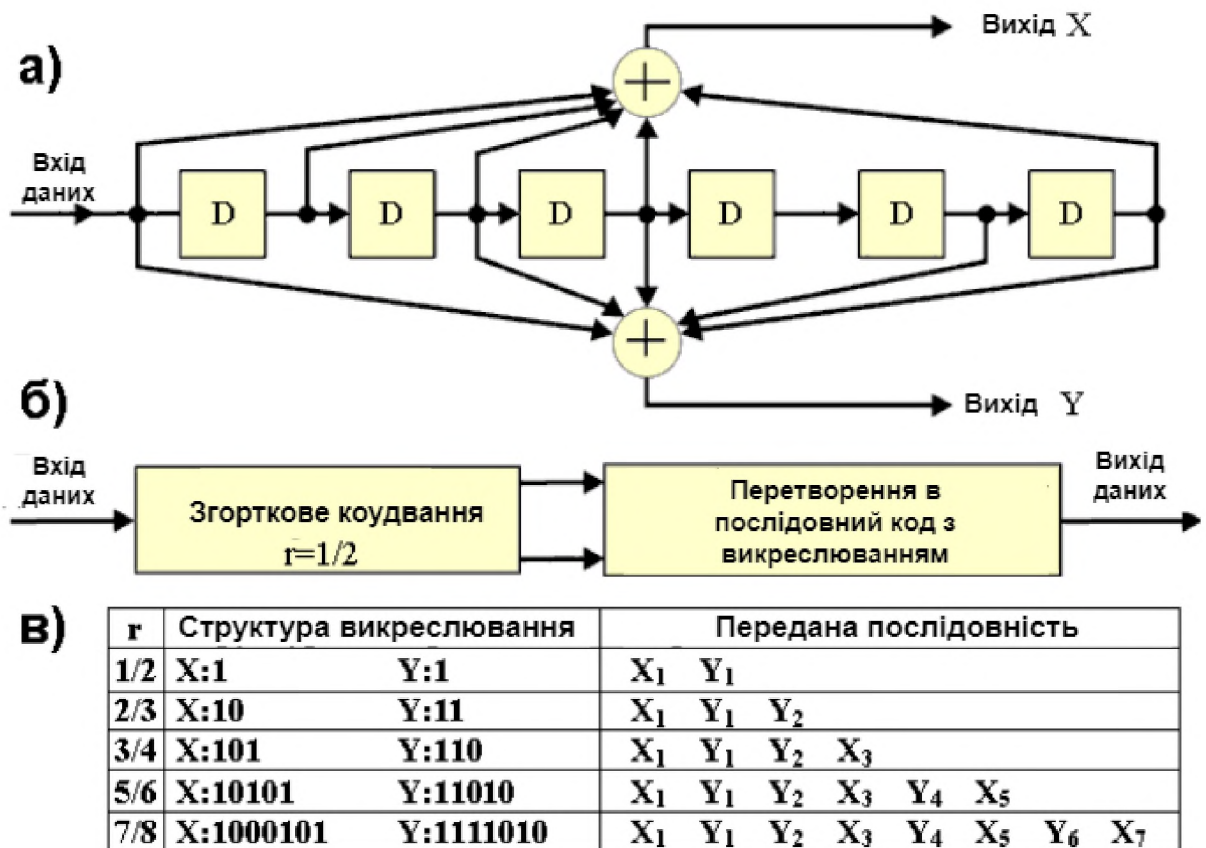 а)
Вихід X
+
Вхід
даних
D D D D D D
+
Вихід Y
б)
Вхід
даних
Згорткове коудвання
r=1/2
Перетворення в
послідовний код з
викреслюванням
Вихід
даних
в)
r Структура викреслювання Передана послідовність
1/2 X:1 Y:1 X₁ Y₁
2/3 X:10 Y:11 X₁ Y₁ Y₂
3/4 X:101 Y:110 X₁ Y₁ Y₂ X₃
5/6 X:10101 Y:11010 X₁ Y₁ Y₂ X₃ Y₄ X₅
7/8 X:1000101 Y:1111010 X₁ Y₁ Y₂ X₃ Y₄ X₅ Y₆ X₇